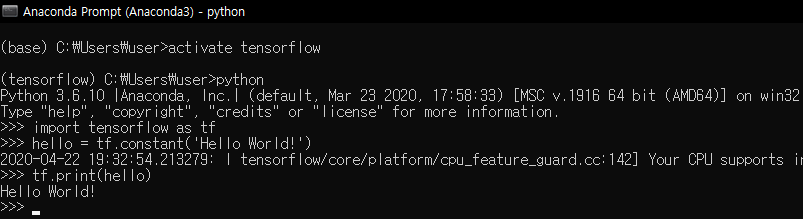 Anaconda Prompt (Anaconda3) - python
(base) C:₩Users₩user>activate tensorflow
(tensorflow) C:₩Users₩user>python
Python 3.6.10 |Anaconda, Inc.| (default, Mar 23 2020, 17:58:33) [MSC v.1916 64 bit (AMD64)] on win32
Type "help", "copyright", "credits" or "license" for more information.
>>> import tensorflow as tf
>>> hello = tf.constant('Hello World!')
2020-04-22 19:32:54.213279: I tensorflow/core/platform/cpu_feature_guard.cc:142] Your CPU supports
>>> tf.print(hello)
Hello World!
>>>